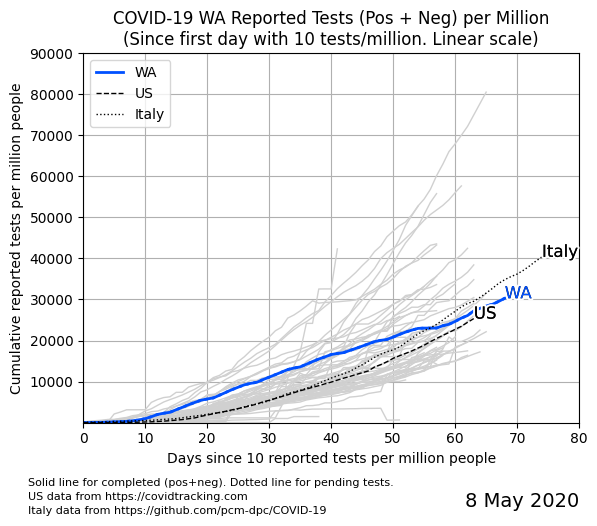 COVID-19 WA Reported Tests (Pos + Neg) per Million
(Since first day with 10 tests/million. Linear scale)
90000
80000
70000
60000
50000
40000
30000
20000
10000
Cumulative reported tests per million people
WA
US
Italy
Italy
WA
US
0 10 20 30 40 50 60 70 80
Days since 10 reported tests per million people
Solid line for completed (pos+neg). Dotted line for pending tests.
US data from https://covidtracking.com
Italy data from https://github.com/pcm-dpc/COVID-19
8 May 2020